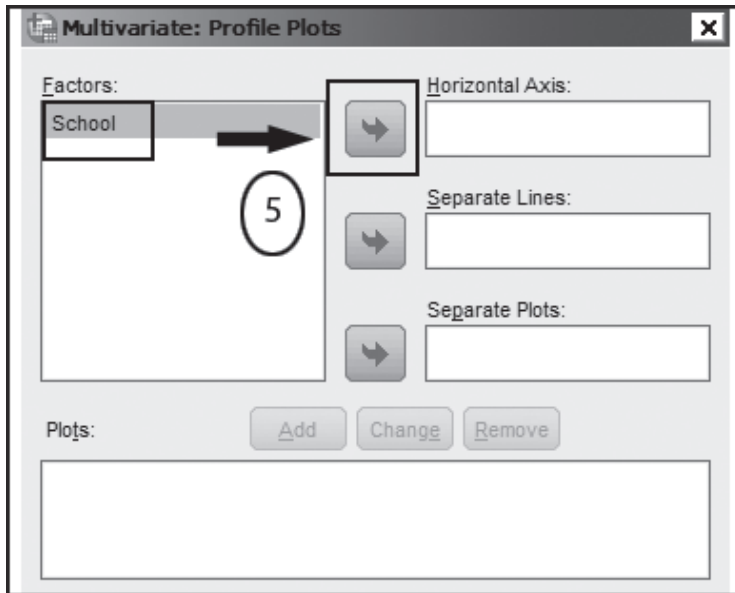 Multivariate: Profile Plots
Factors:
School
5
Horizontal Axis:
Separate Lines:
Separate Plots:
Plots:
Add
Change
Remove